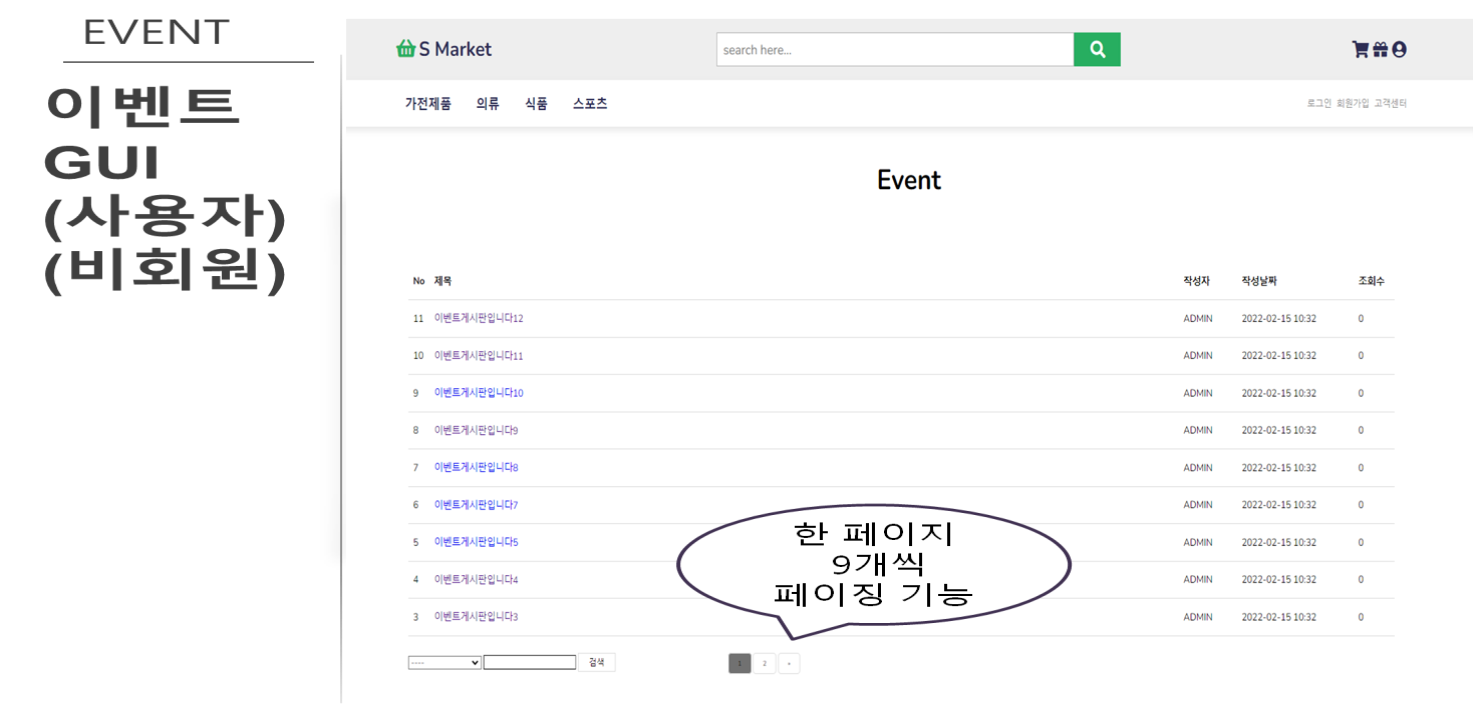 EVENT
이벤트
GUI
(사용자)
(비회원)
S Market
search here...
가전제품 의류 식품 스포츠
로그인 회원가입 고객센터
Event
No 제목 작성자 작성날짜 조회수
11 이벤트게시판입니다12 ADMIN 2022-02-15 10:32 0
10 이벤트게시판입니다11 ADMIN 2022-02-15 10:32 0
9 이벤트게시판입니다10 ADMIN 2022-02-15 10:32 0
8 이벤트게시판입니다9 ADMIN 2022-02-15 10:32 0
7 이벤트게시판입니다8 ADMIN 2022-02-15 10:32 0
6 이벤트게시판입니다7 ADMIN 2022-02-15 10:32 0
5 이벤트게시판입니다5 ADMIN 2022-02-15 10:32 0
4 이벤트게시판입니다4 ADMIN 2022-02-15 10:32 0
3 이벤트게시판입니다3 ADMIN 2022-02-15 10:32 0
한 페이지
9개씩
페이징 기능
---- 검색 1 2 »